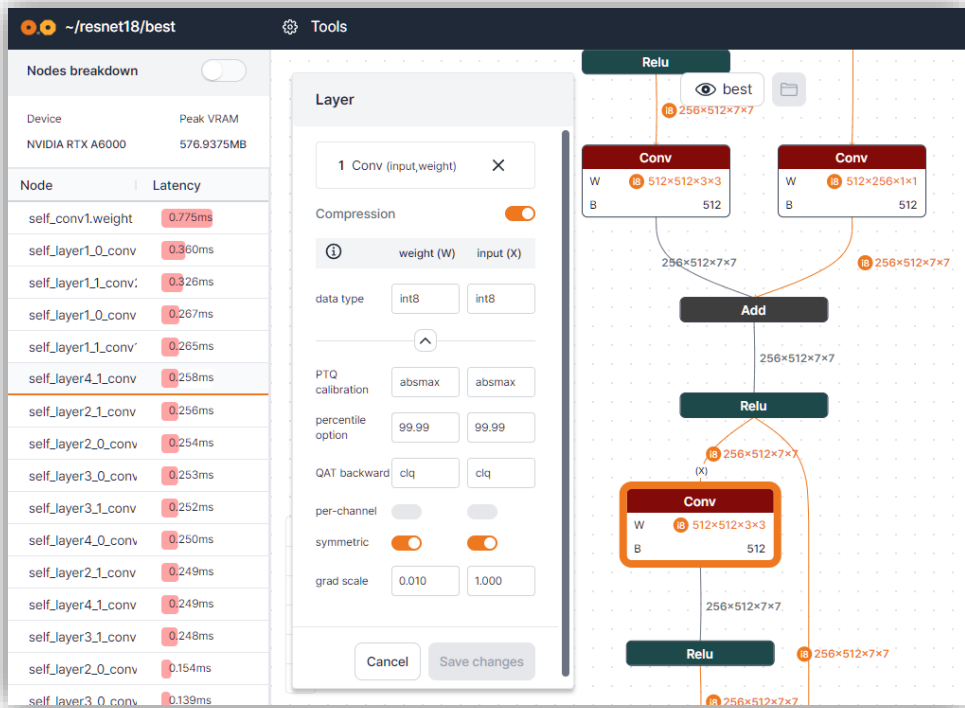 ~/resnet18/best
Tools
Nodes breakdown
Device Peak VRAM
NVIDIA RTX A6000 576.9375MB
Node Latency
self_conv1.weight 0.775ms
self_layer1_0_conv 0.360ms
self_layer1_1_conv2 0.326ms
self_layer1_0_conv 0.267ms
self_layer1_1_conv1 0.265ms
self_layer4_1_conv 0.258ms
self_layer2_1_conv 0.256ms
self_layer2_0_conv 0.254ms
self_layer3_0_conv 0.253ms
self_layer3_1_conv 0.252ms
self_layer4_0_conv 0.250ms
self_layer2_1_conv 0.249ms
self_layer4_1_conv 0.249ms
self_layer3_1_conv 0.248ms
self_layer2_0_conv 0.154ms
self_layer3_0_conv 0.139ms
Layer
1 Conv (input,weight)
Compression
weight (W) input (X)
data type int8 int8
PTQ
calibration absmax absmax
percentile
option 99.99 99.99
QAT backward clq clq
per-channel
symmetric
grad scale 0.010 1.000
Cancel Save changes
Relu
best
i8 256×512×7×7
Conv
W i8 512×512×3×3
B 512
Conv
W i8 512×256×1×1
B 512
256×512×7×7
i8 256×512×7×7
Add
256×512×7×7
Relu
i8 256×512×7×7
(X)
Conv
W i8 512×512×3×3
B 512
256×512×7×7
Relu
i8 256×512×7×7
i8 256×512×7×7